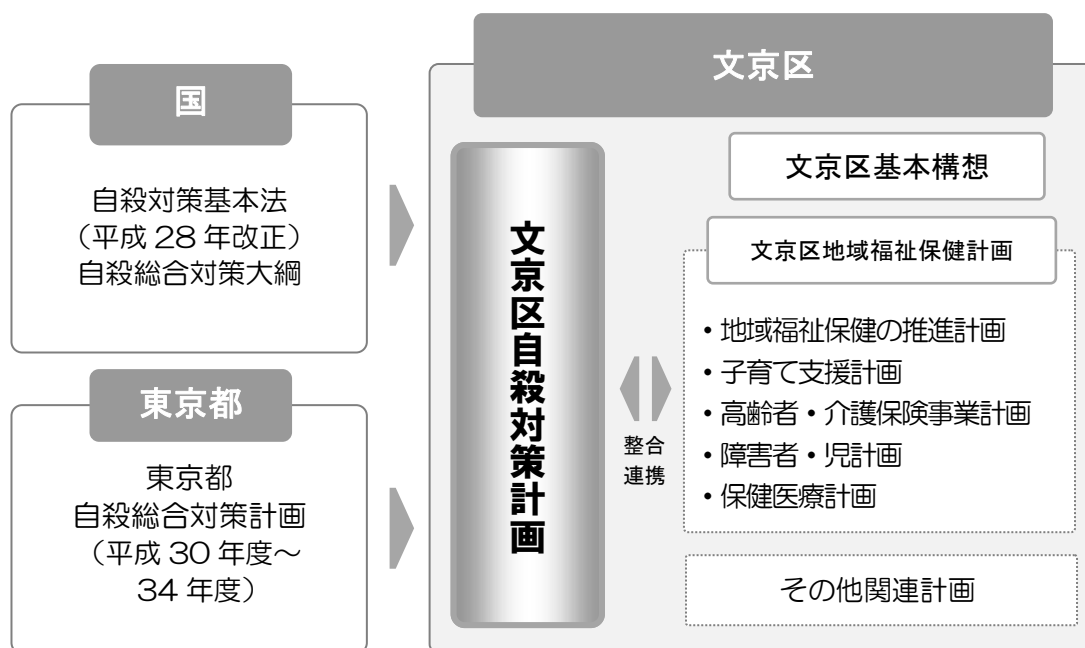 国
自殺対策基本法
（平成 28 年改正）
自殺総合対策大綱
東京都
東京都
自殺総合対策計画
（平成 30 年度～
34 年度）
文京区
文京区自殺対策計画
整合
連携
文京区基本構想
文京区地域福祉保健計画
・地域福祉保健の推進計画
・子育て支援計画
・高齢者・介護保険事業計画
・障害者・児計画
・保健医療計画
その他関連計画